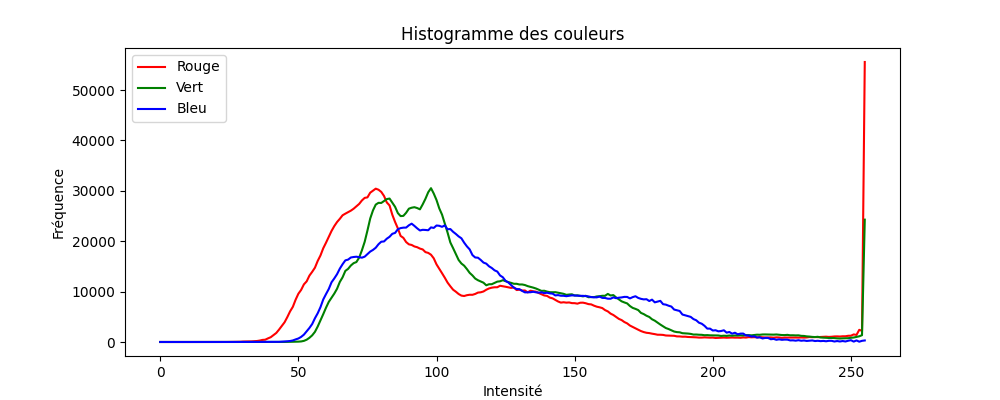 Histogramme des couleurs
Rouge
Vert
Bleu
Fréquence
50000
40000
30000
20000
10000
0
0 50 100 150 200 250
Intensité